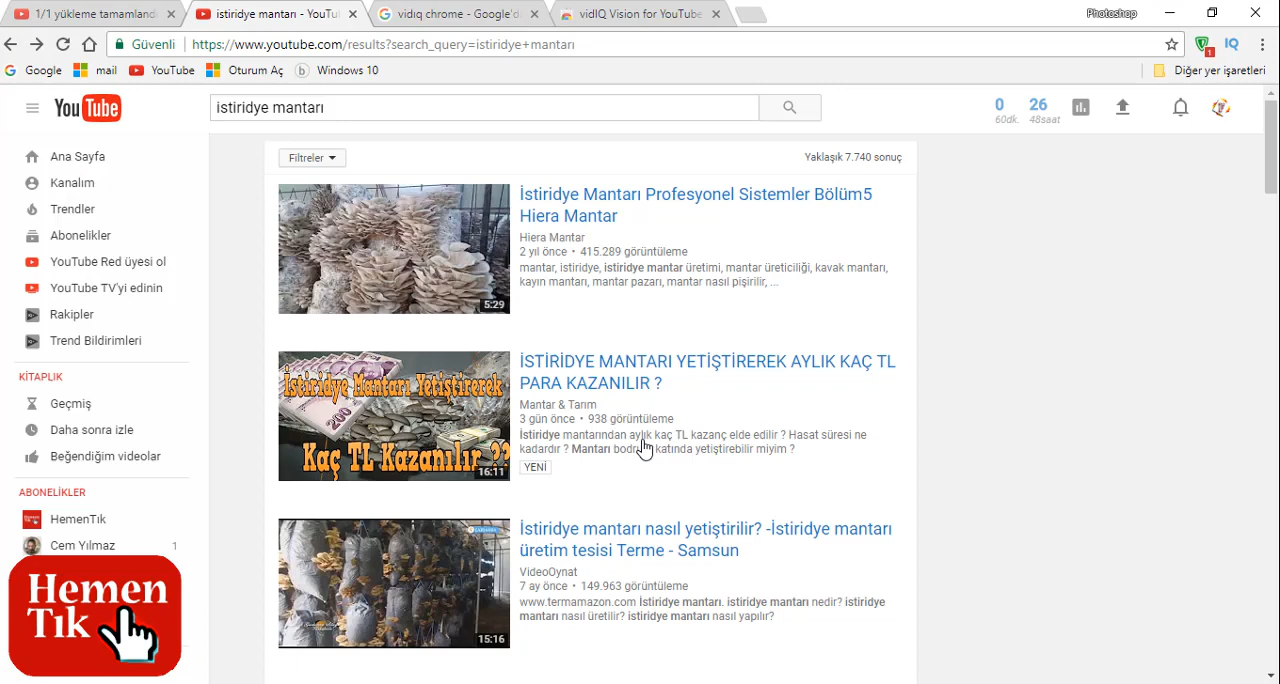 1/1 yükleme tamamland
istiridye mantarı - YouTu
vidıq chrome - Google'd
vidIQ Vision for YouTube
Photoshop
Güvenli
https://www.youtube.com/results?search_query=istiridye+mantarı
1
IQ
Google
mail
YouTube
Oturum Aç
Windows 10
Diğer yer işaretleri
YouTube
istiridye mantarı
0
60dk.
26
48saat
Ana Sayfa
Kanalım
Trendler
Abonelikler
YouTube Red üyesi ol
YouTube TV'yi edinin
Rakipler
Trend Bildirimleri
KİTAPLIK
Geçmiş
Daha sonra izle
Beğendiğim videolar
ABONELİKLER
HemenTık
Cem Yılmaz 1
Hemen
Tık
Filtreler
Yaklaşık 7.740 sonuç
5:29
İstiridye Mantarı Profesyonel Sistemler Bölüm5
Hiera Mantar
Hiera Mantar
2 yıl önce • 415.289 görüntüleme
mantar, istiridye, istiridye mantar üretimi, mantar üreticiliği, kavak mantarı,
kayın mantarı, mantar pazarı, mantar nasıl pişirilir, ...
İstiridye Mantarı Yetiştirerek
200
Kaç TL Kazanılır ??
16:11
İSTİRİDYE MANTARI YETİŞTİREREK AYLIK KAÇ TL
PARA KAZANILIR ?
Mantar & Tarım
3 gün önce • 938 görüntüleme
İstiridye mantarından aylık kaç TL kazanç elde edilir ? Hasat süresi ne
kadardır ? Mantarı bodrum katında yetiştirebilir miyim ?
YENİ
15:16
İstiridye mantarı nasıl yetiştirilir? -İstiridye mantarı
üretim tesisi Terme - Samsun
VideoOynat
7 ay önce • 149.963 görüntüleme
www.termamazon.com İstiridye mantarı. istiridye mantarı nedir? istiridye
mantarı nasıl üretilir? istiridye mantarı nasıl yapılır?